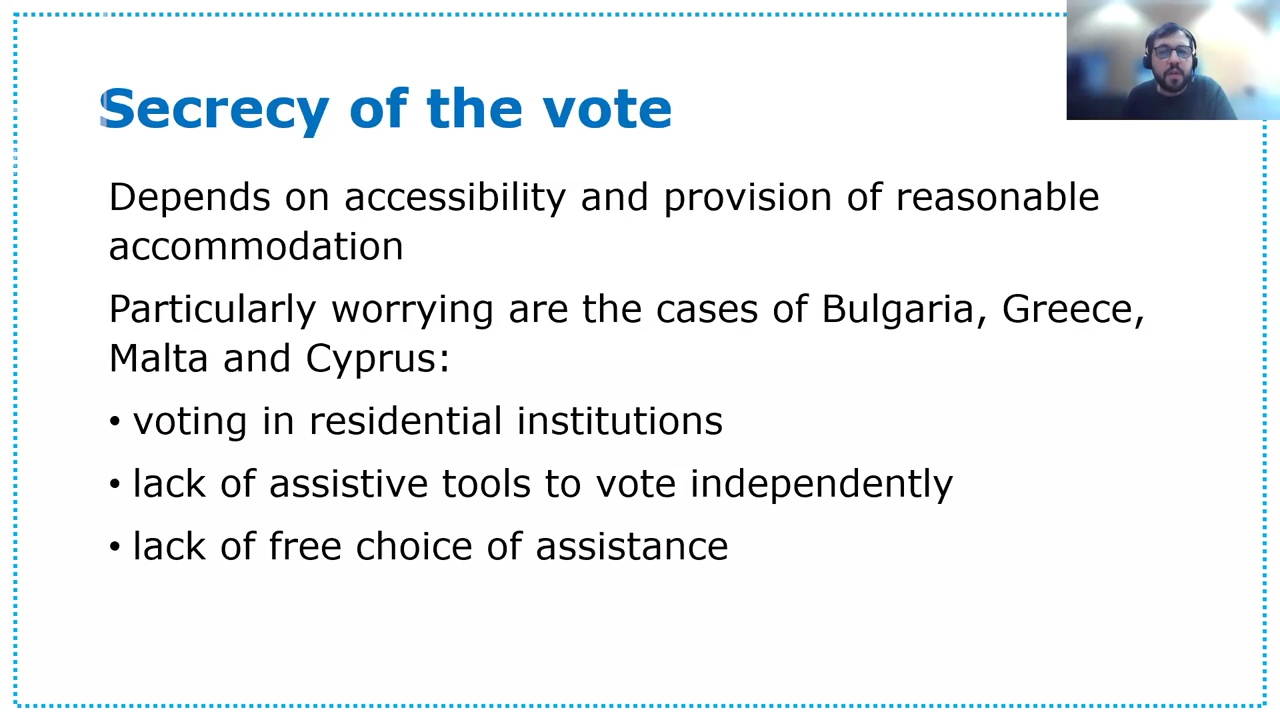 Secrecy of the vote
Depends on accessibility and provision of reasonable
accommodation
Particularly worrying are the cases of Bulgaria, Greece,
Malta and Cyprus:
• voting in residential institutions
• lack of assistive tools to vote independently
• lack of free choice of assistance